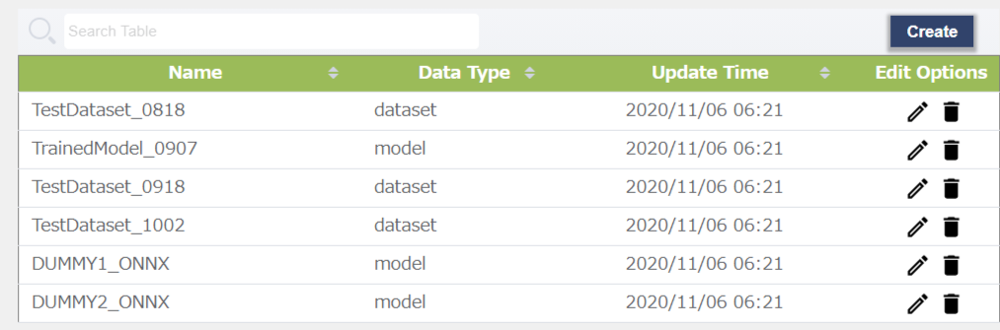 Search Table
Create
Name Data Type Update Time Edit Options
TestDataset_0818 dataset 2020/11/06 06:21
TrainedModel_0907 model 2020/11/06 06:21
TestDataset_0918 dataset 2020/11/06 06:21
TestDataset_1002 dataset 2020/11/06 06:21
DUMMY1_ONNX model 2020/11/06 06:21
DUMMY2_ONNX model 2020/11/06 06:21